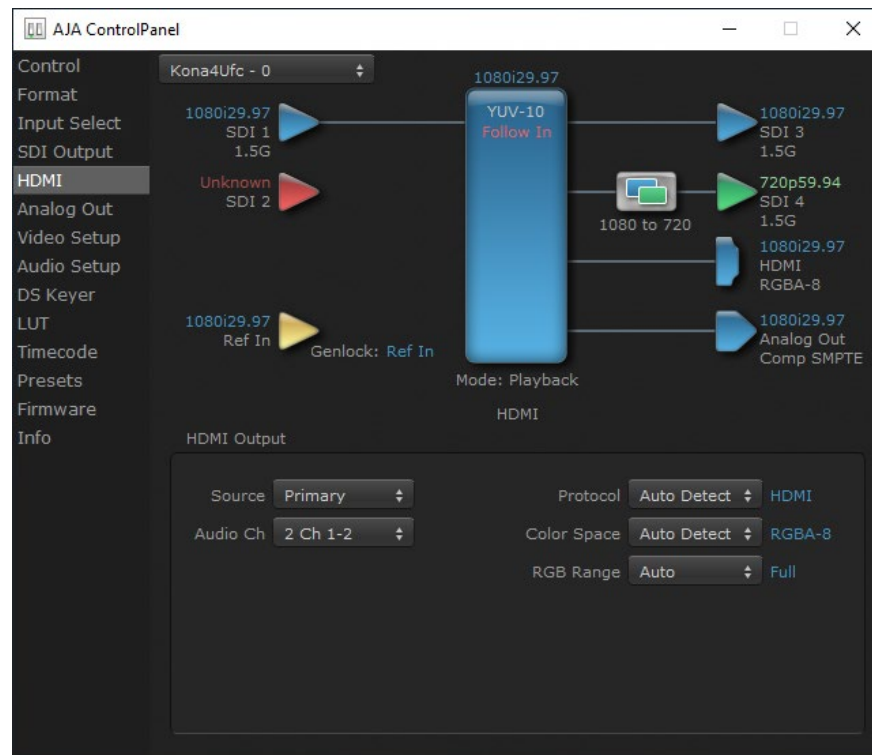 AJA ControlPanel
Control
Format
Input Select
SDI Output
HDMI
Analog Out
Video Setup
Audio Setup
DS Keyer
LUT
Timecode
Presets
Firmware
Info
Kona4Ufc - 0
1080i29.97
SDI 1
1.5G
Unknown
SDI 2
1080i29.97
Ref In
Genlock: Ref In
1080i29.97
YUV-10
Follow In
Mode: Playback
1080i29.97
SDI 3
1.5G
1080 to 720
720p59.94
SDI 4
1.5G
1080i29.97
HDMI
RGBA-8
1080i29.97
Analog Out
Comp SMPTE
HDMI
HDMI Output
Source Primary
Audio Ch 2 Ch 1-2
Protocol Auto Detect HDMI
Color Space Auto Detect RGBA-8
RGB Range Auto Full